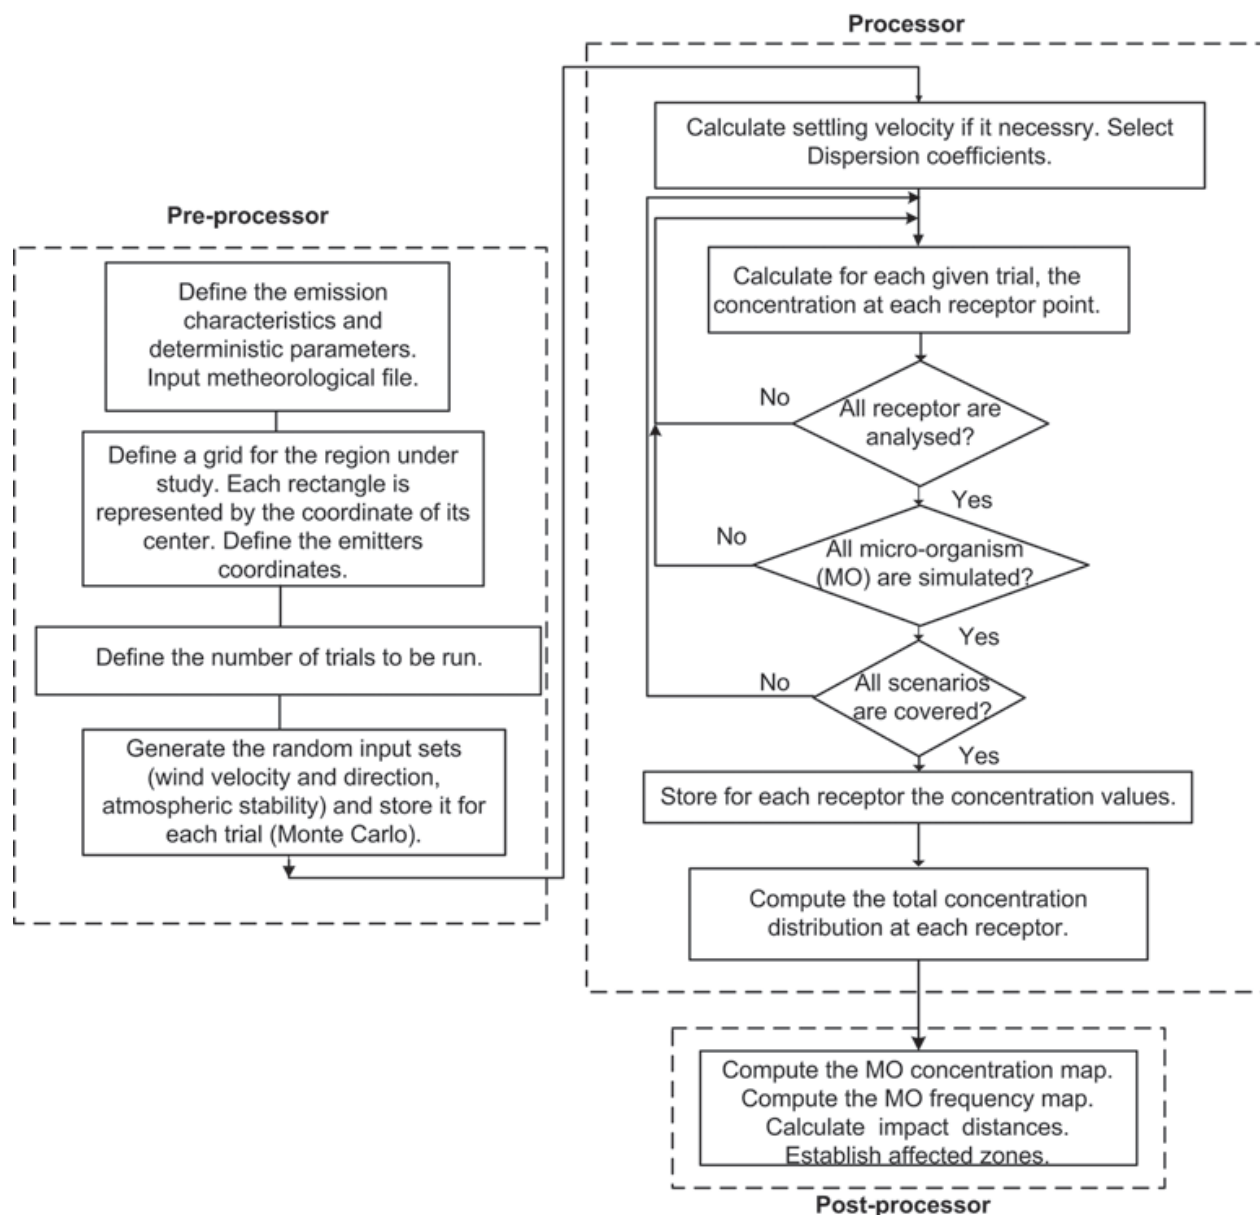 Pre-processor
Define the emission
characteristics and
deterministic parameters.
Input metheorological file.
Define a grid for the region under
study. Each rectangle is
represented by the coordinate of its
center. Define the emitters
coordinates.
Define the number of trials to be run.
Generate the random input sets
(wind velocity and direction,
atmospheric stability) and store it for
each trial (Monte Carlo).
Processor
Calculate settling velocity if it necessry. Select
Dispersion coefficients.
Calculate for each given trial, the
concentration at each receptor point.
No
All receptor are
analysed?
Yes
No
All micro-organism
(MO) are simulated?
Yes
No
All scenarios
are covered?
Yes
Store for each receptor the concentration values.
Compute the total concentration
distribution at each receptor.
Compute the MO concentration map.
Compute the MO frequency map.
Calculate impact distances.
Establish affected zones.
Post-processor